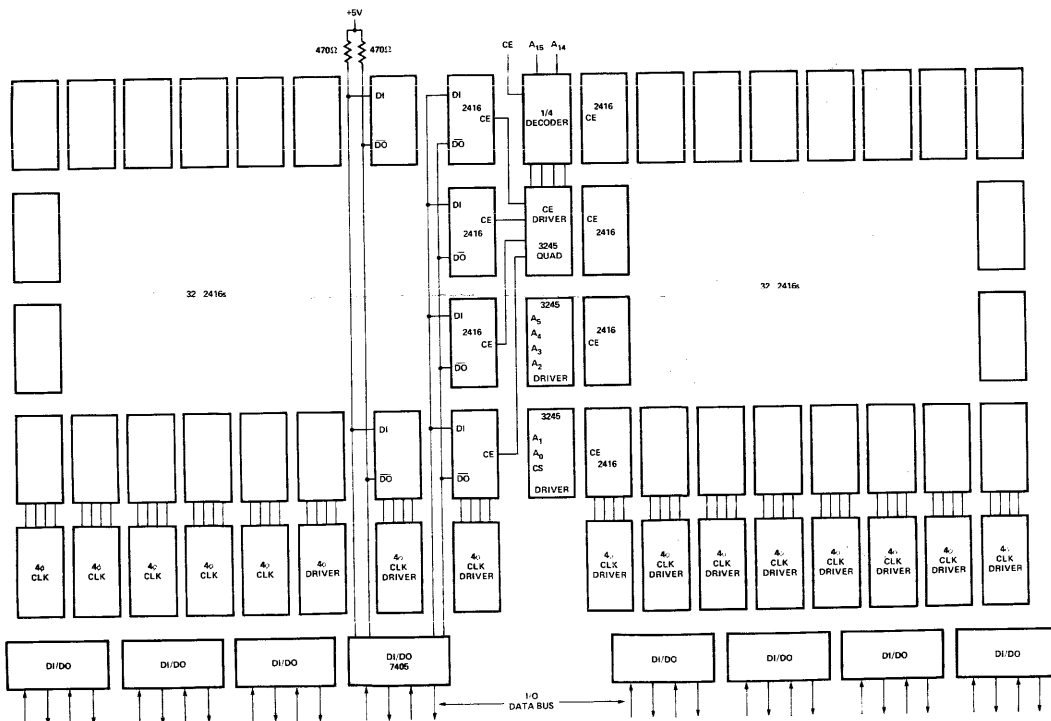 +5V
470Ω 470Ω
CE A15 A14
DI
DO
DI
2416
CE
DO
1/4
DECODER
2416
CE
DI
CE
2416
DO
CE
DRIVER
3245
QUAD
CE
2416
32 2416s
32 2416s
DI
2416
CE
DO
3245
A5
A4
A3
A2
DRIVER
2416
CE
DI
DO
DI
CE
DO
3245
A1
A0
CS
DRIVER
CE
2416
4φ
CLK
4φ
CLK
4φ
CLK
4φ
CLK
4φ
CLK
4φ
DRIVER
4φ
CLK
DRIVER
4φ
CLK
DRIVER
4φ
CLK
DRIVER
4φ
CLK
DRIVER
4φ
CLK
DRIVER
4φ
CLK
DRIVER
4φ
CLK
DRIVER
4φ
CLK
DRIVER
4φ
CLK
DRIVER
4φ
CLK
DRIVER
DI/DO
DI/DO
DI/DO
DI/DO
7405
DI/DO
DI/DO
DI/DO
DI/DO
I/O
DATA BUS